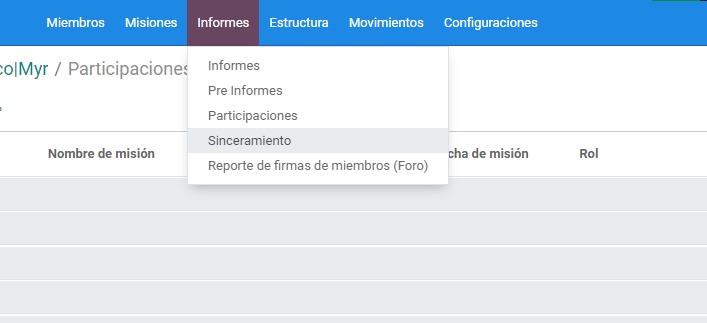 Miembros Misiones Informes Estructura Movimientos Configuraciones
co|Myr / Participaciones
Informes
Pre Informes
Participaciones
Sinceramiento
Reporte de firmas de miembros (Foro)
Nombre de misión cha de misión Rol